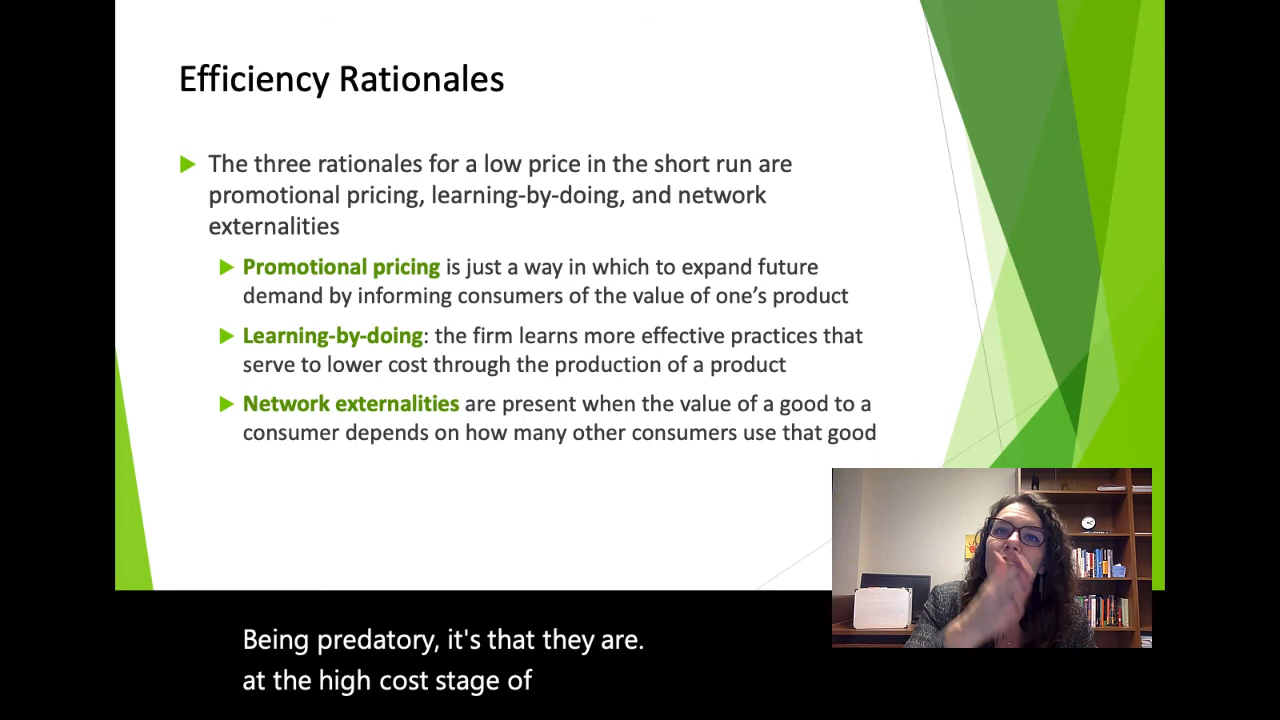 Efficiency Rationales
The three rationales for a low price in the short run are
promotional pricing, learning-by-doing, and network
externalities
Promotional pricing is just a way in which to expand future
demand by informing consumers of the value of one’s product
Learning-by-doing: the firm learns more effective practices that
serve to lower cost through the production of a product
Network externalities are present when the value of a good to a
consumer depends on how many other consumers use that good
Being predatory, it's that they are.
at the high cost stage of